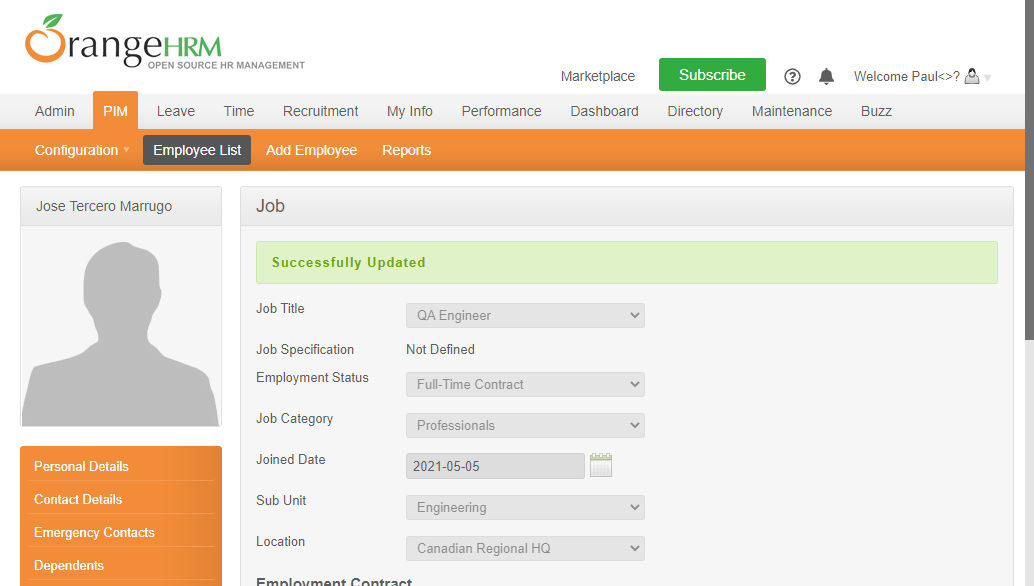 OrangeHRM
OPEN SOURCE HR MANAGEMENT
Marketplace
Subscribe
?
Welcome Paul<>?
Admin PIM Leave Time Recruitment My Info Performance Dashboard Directory Maintenance Buzz
Configuration Employee List Add Employee Reports
Jose Tercero Marrugo
Personal Details
Contact Details
Emergency Contacts
Dependents
Job
Successfully Updated
Job Title QA Engineer
Job Specification Not Defined
Employment Status Full-Time Contract
Job Category Professionals
Joined Date 2021-05-05
Sub Unit Engineering
Location Canadian Regional HQ
Employment Contract